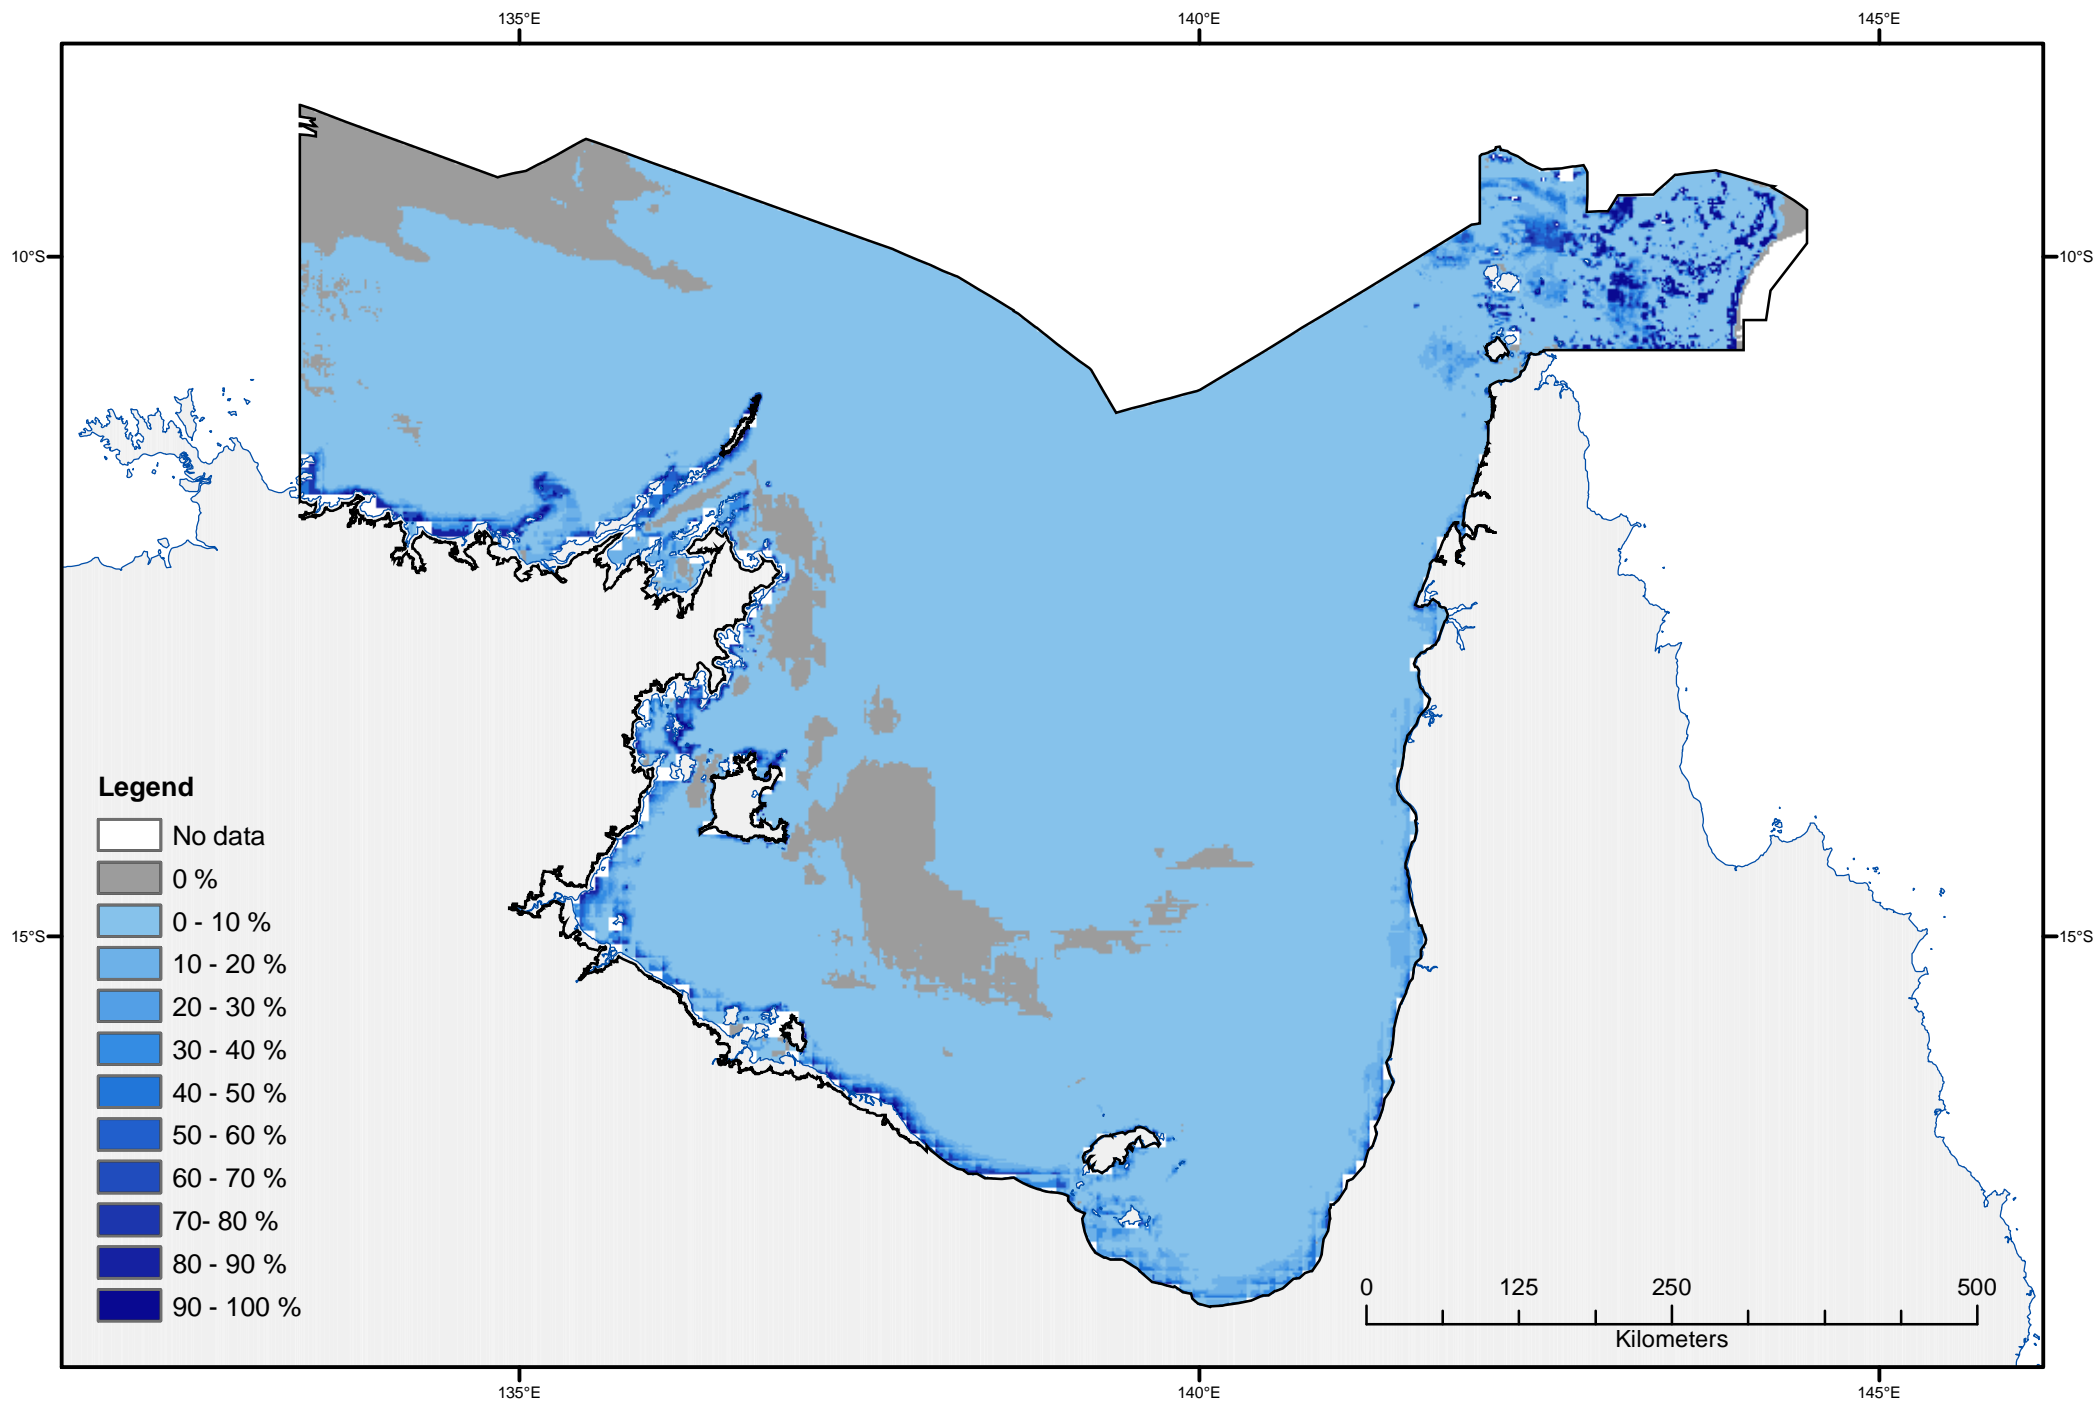 135°E 140°E 145°E
10°S 10°S
Legend
No data
0 %
0 - 10 %
15°S 15°S
10 - 20 %
20 - 30 %
30 - 40 %
40 - 50 %
50 - 60 %
60 - 70 %
70- 80 %
80 - 90 %
90 - 100 %
0 125 250 500
Kilometers
135°E 140°E 145°E